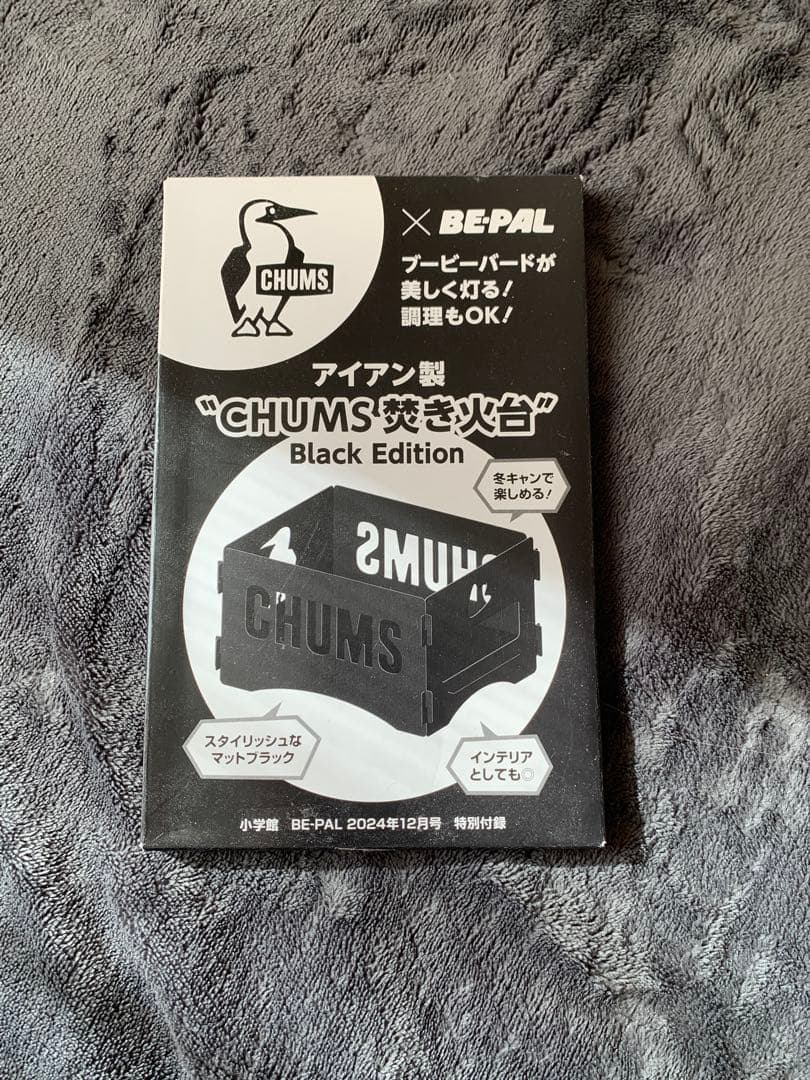 CHUMS
× BE-PAL
ブービーバードが
美しく灯る!
調理もOK!
アイアン製
"CHUMS 焚き火台"
Black Edition
冬キャンで
楽しめる!
CHUMS
CHUMS
スタイリッシュな
マットブラック
インテリア
としても◎
小学館 BE-PAL 2024年12月号 特別付録